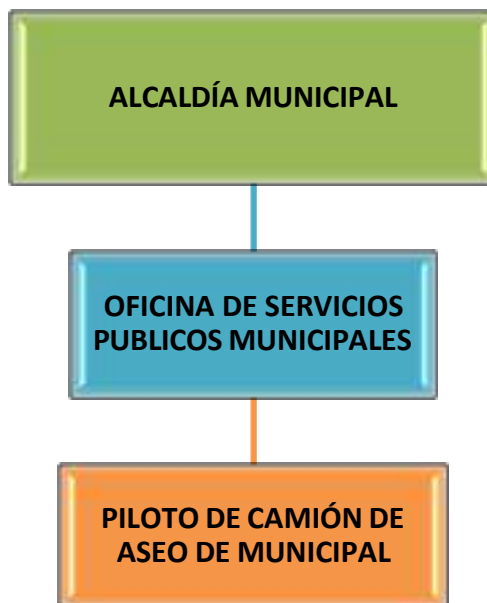 ALCALDÍA MUNICIPAL
OFICINA DE SERVICIOS
PUBLICOS MUNICIPALES
PILOTO DE CAMIÓN DE
ASEO DE MUNICIPAL